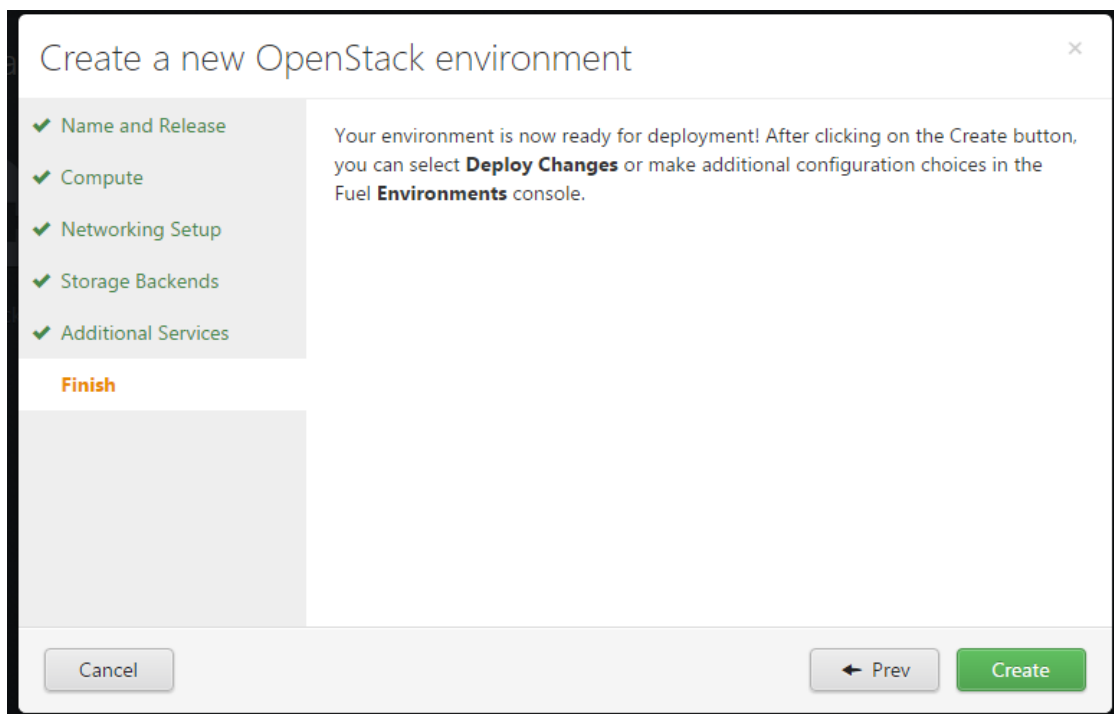 Create a new OpenStack environment
×
✔ Name and Release
✔ Compute
✔ Networking Setup
✔ Storage Backends
✔ Additional Services
Finish
Your environment is now ready for deployment! After clicking on the Create button,
you can select Deploy Changes or make additional configuration choices in the
Fuel Environments console.
Cancel
← Prev
Create